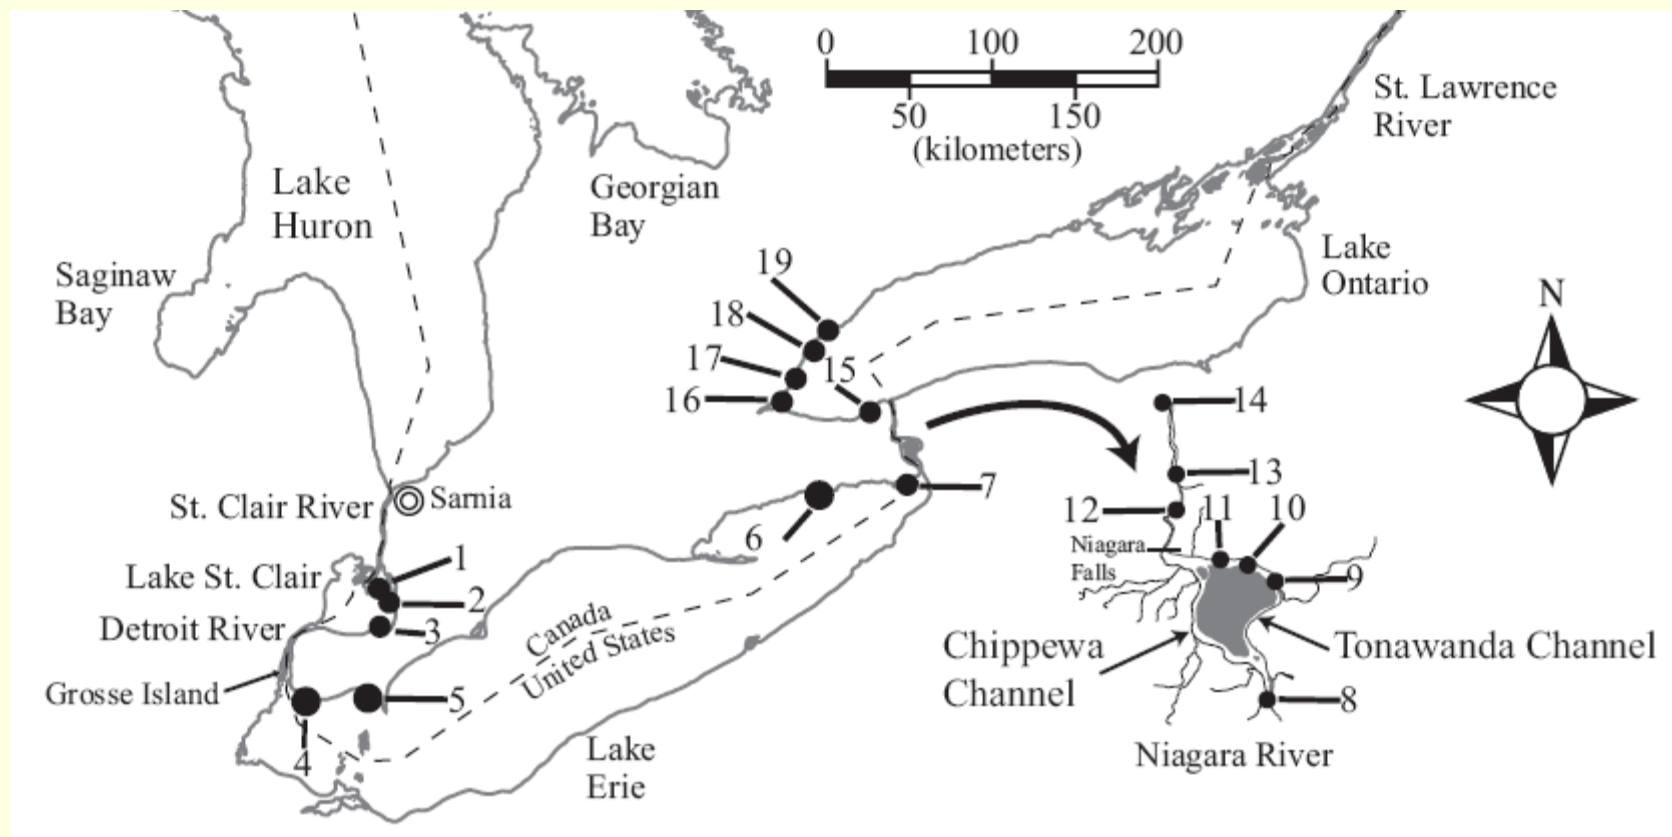 0 100 200
50 150
(kilometers)
St. Lawrence
River
Lake
Huron
Georgian
Bay
Saginaw
Bay
Lake
Ontario
N
19
18
17
15
16
14
13
12
11
10
9
8
7
6
Niagara
Falls
Chippewa
Channel
Tonawanda Channel
Niagara River
St. Clair River
Sarnia
Lake St. Clair
1
2
Detroit River
3
Canada
United States
Grosse Island
5
4
Lake
Erie